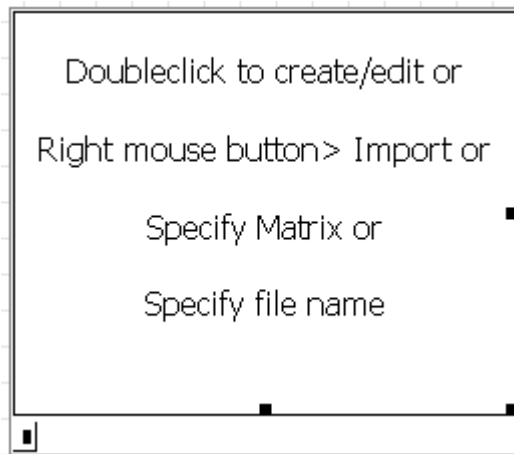 Doubleclick to create/edit or
Right mouse button> Import or
Specify Matrix or
Specify file name